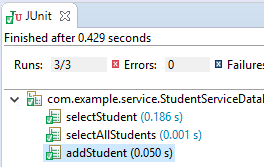 JUnit
Finished after 0.429 seconds
Runs: 3/3 Errors: 0 Failures
com.example.service.StudentServiceData
selectStudent (0.186 s)
selectAllStudents (0.001 s)
addStudent (0.050 s)